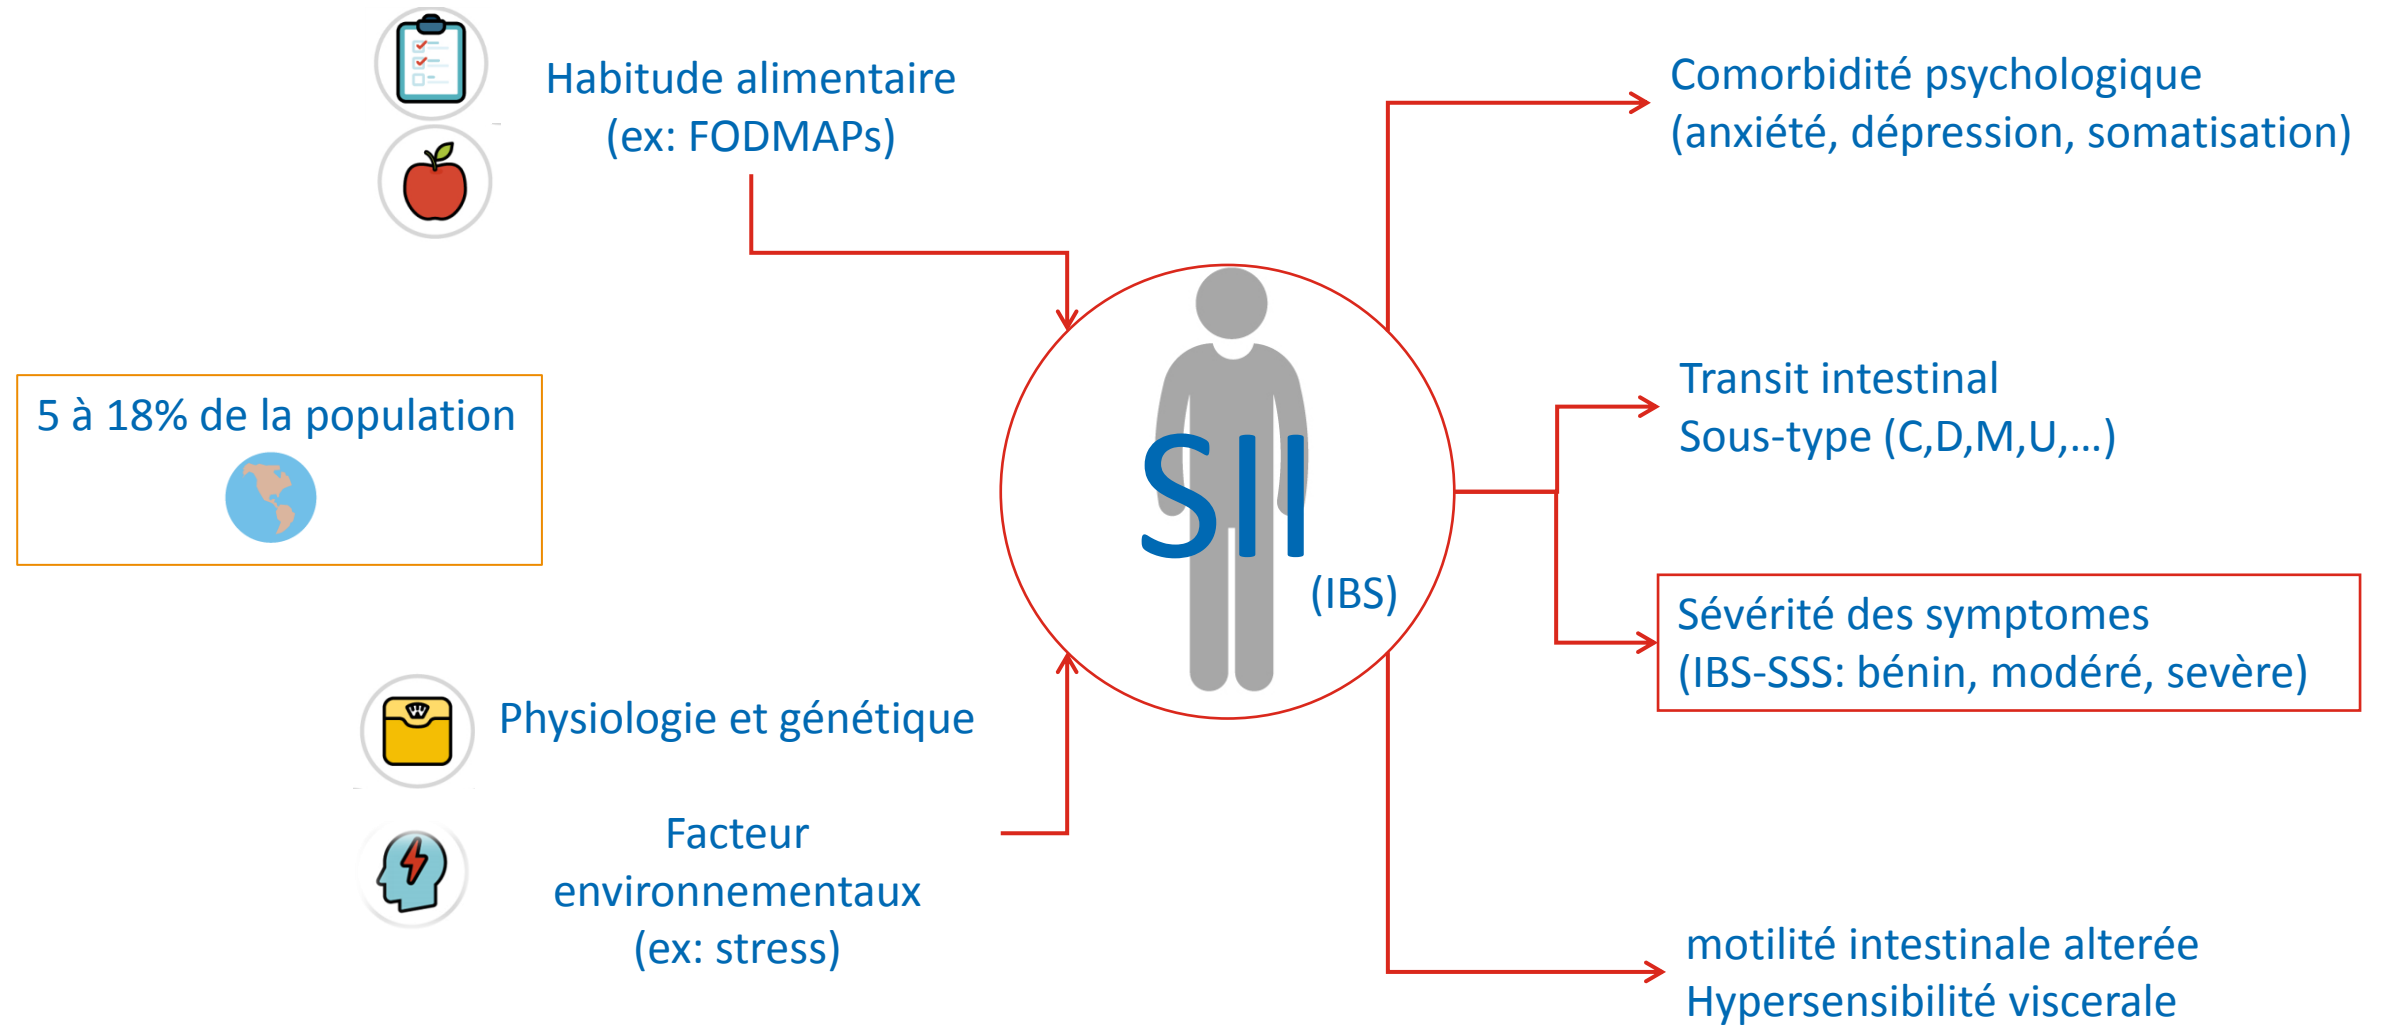 Habitude alimentaire
(ex: FODMAPs)
5 à 18% de la population
Physiologie et génétique
Facteur
environnementaux
(ex: stress)
SII
(IBS)
Comorbidité psychologique
(anxiété, dépression, somatisation)
Transit intestinal
Sous-type (C,D,M,U,...)
Sévérité des symptomes
(IBS-SSS: bénin, modéré, sevère)
motilité intestinale alterée
Hypersensibilité viscerale